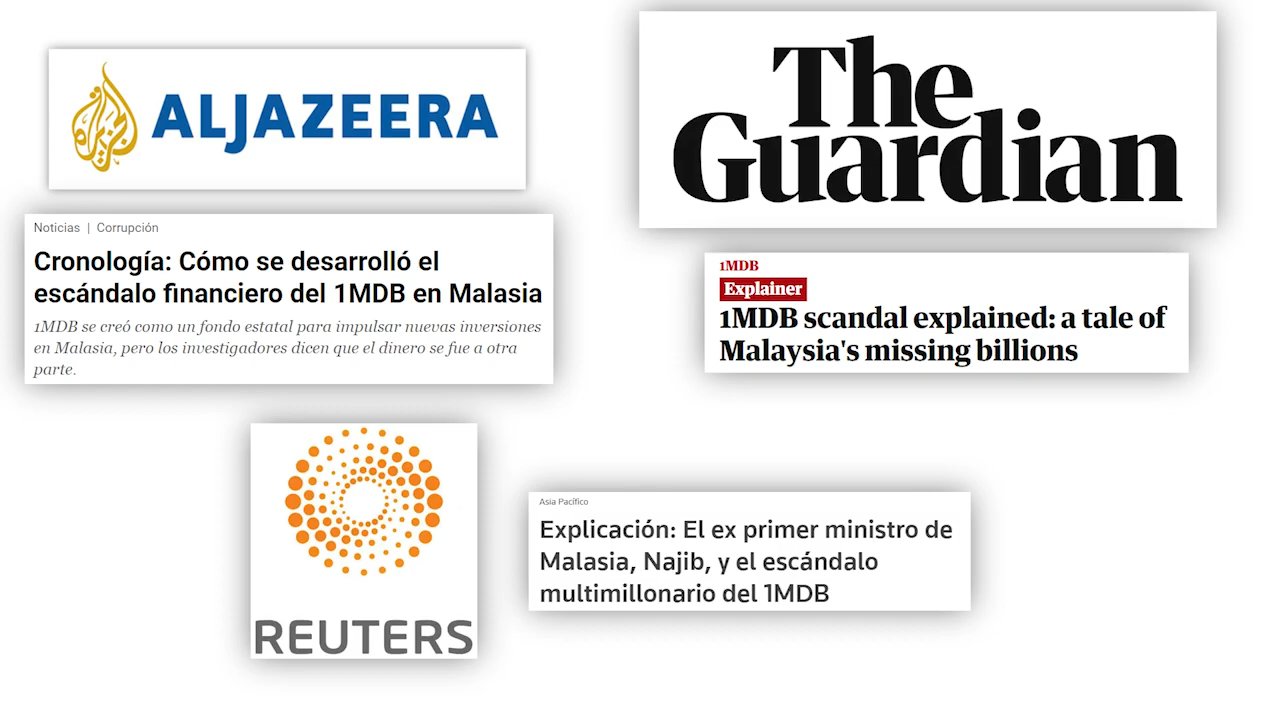 ALJAZEERA
Noticias | Corrupción
Cronología: Cómo se desarrolló el
escándalo financiero del 1MDB en Malasia
1MDB se creó como un fondo estatal para impulsar nuevas inversiones
en Malasia, pero los investigadores dicen que el dinero se fue a otra
parte.
The
Guardian
1MDB
Explainer
1MDB scandal explained: a tale of
Malaysia's missing billions
REUTERS
Asia Pacífico
Explicación: El ex primer ministro de
Malasia, Najib, y el escándalo
multimillonario del 1MDB